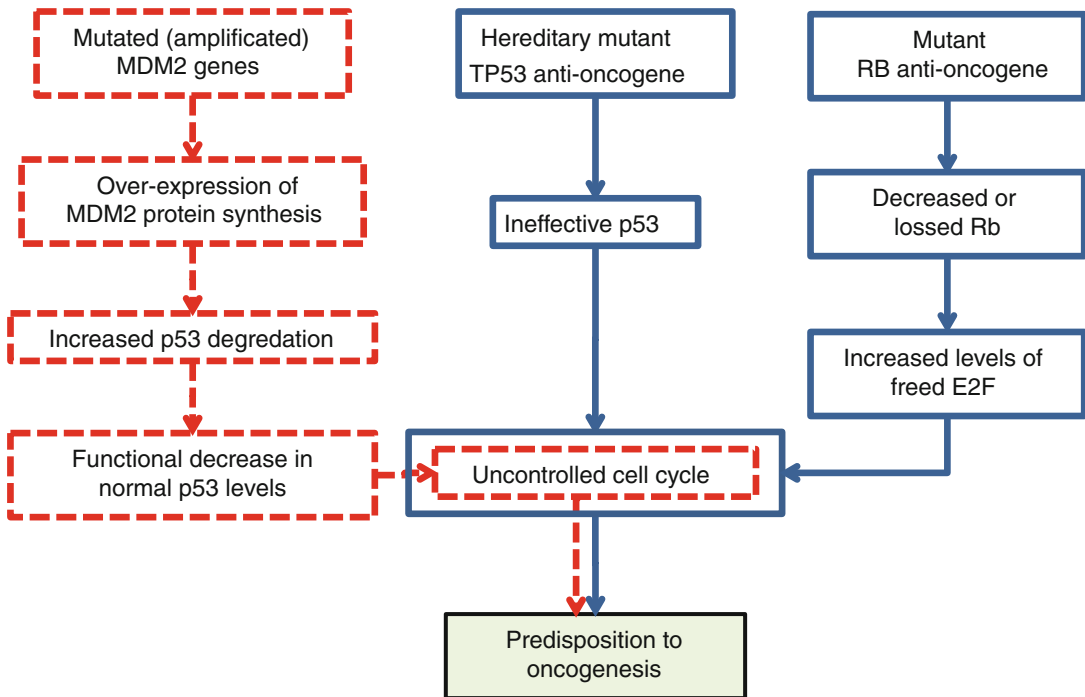 Mutated (amplificated)
MDM2 genes
Over-expression of
MDM2 protein synthesis
Increased p53 degredation
Functional decrease in
normal p53 levels
Hereditary mutant
TP53 anti-oncogene
Ineffective p53
Uncontrolled cell cycle
Mutant
RB anti-oncogene
Decreased or
lossed Rb
Increased levels of
freed E2F
Predisposition to
oncogenesis